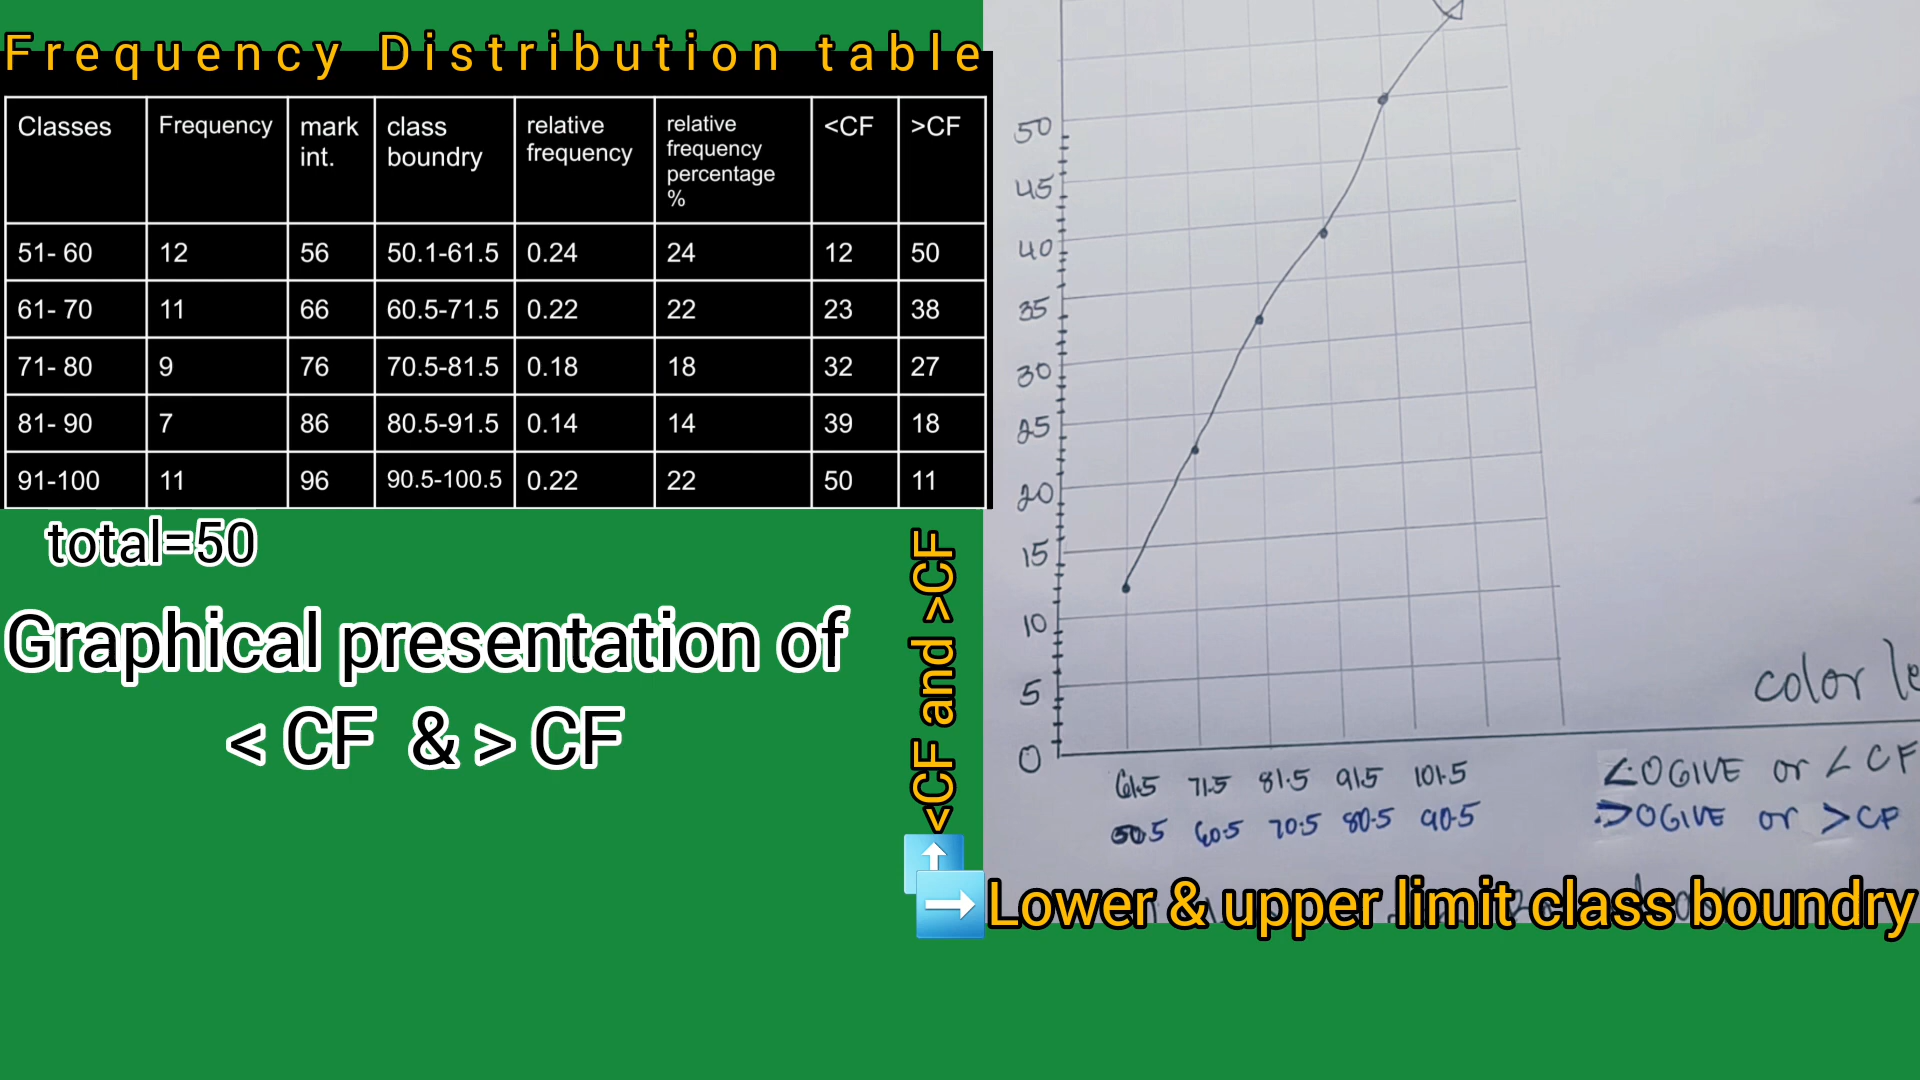 Frequency Distribution table
Classes Frequency mark int. class boundry relative frequency relative frequency percentage % <CF >CF
51- 60 12 56 50.1-61.5 0.24 24 12 50
61- 70 11 66 60.5-71.5 0.22 22 23 38
71- 80 9 76 70.5-81.5 0.18 18 32 27
81- 90 7 86 80.5-91.5 0.14 14 39 18
91-100 11 96 90.5-100.5 0.22 22 50 11
total=50
Graphical presentation of
< CF & > CF
<CF and >CF
50
45
40
35
30
25
20
15
10
5
0
61.5 71.5 81.5 91.5 101.5
50.5 60.5 70.5 80.5 90.5
color le
<OGIVE or <CF
>OGIVE or >CF
Lower & upper limit class boundry